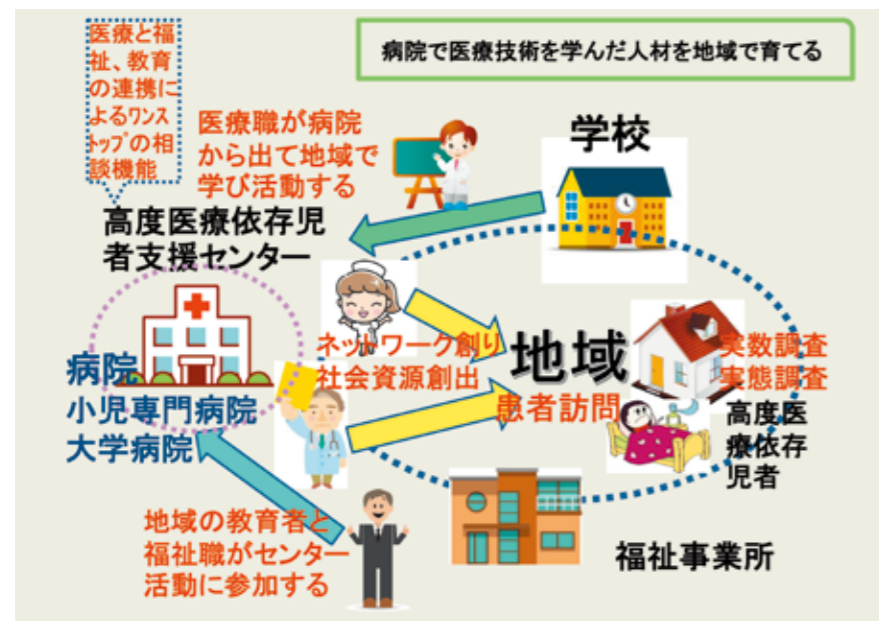 医療と福
祉、教育
の連携に
よるﾜﾝｽ
ﾄｯﾌﾟの相
談機能
病院で医療技術を学んだ人材を地域で育てる
医療職が病院
から出て地域で
学び活動する
学校
高度医療依存児
者支援センター
ネットワーク創り
社会資源創出
地域
患者訪問
実数調査
実態調査
高度医
療依存
児者
病院
小児専門病院
大学病院
地域の教育者と
福祉職がセンター
活動に参加する
福祉事業所